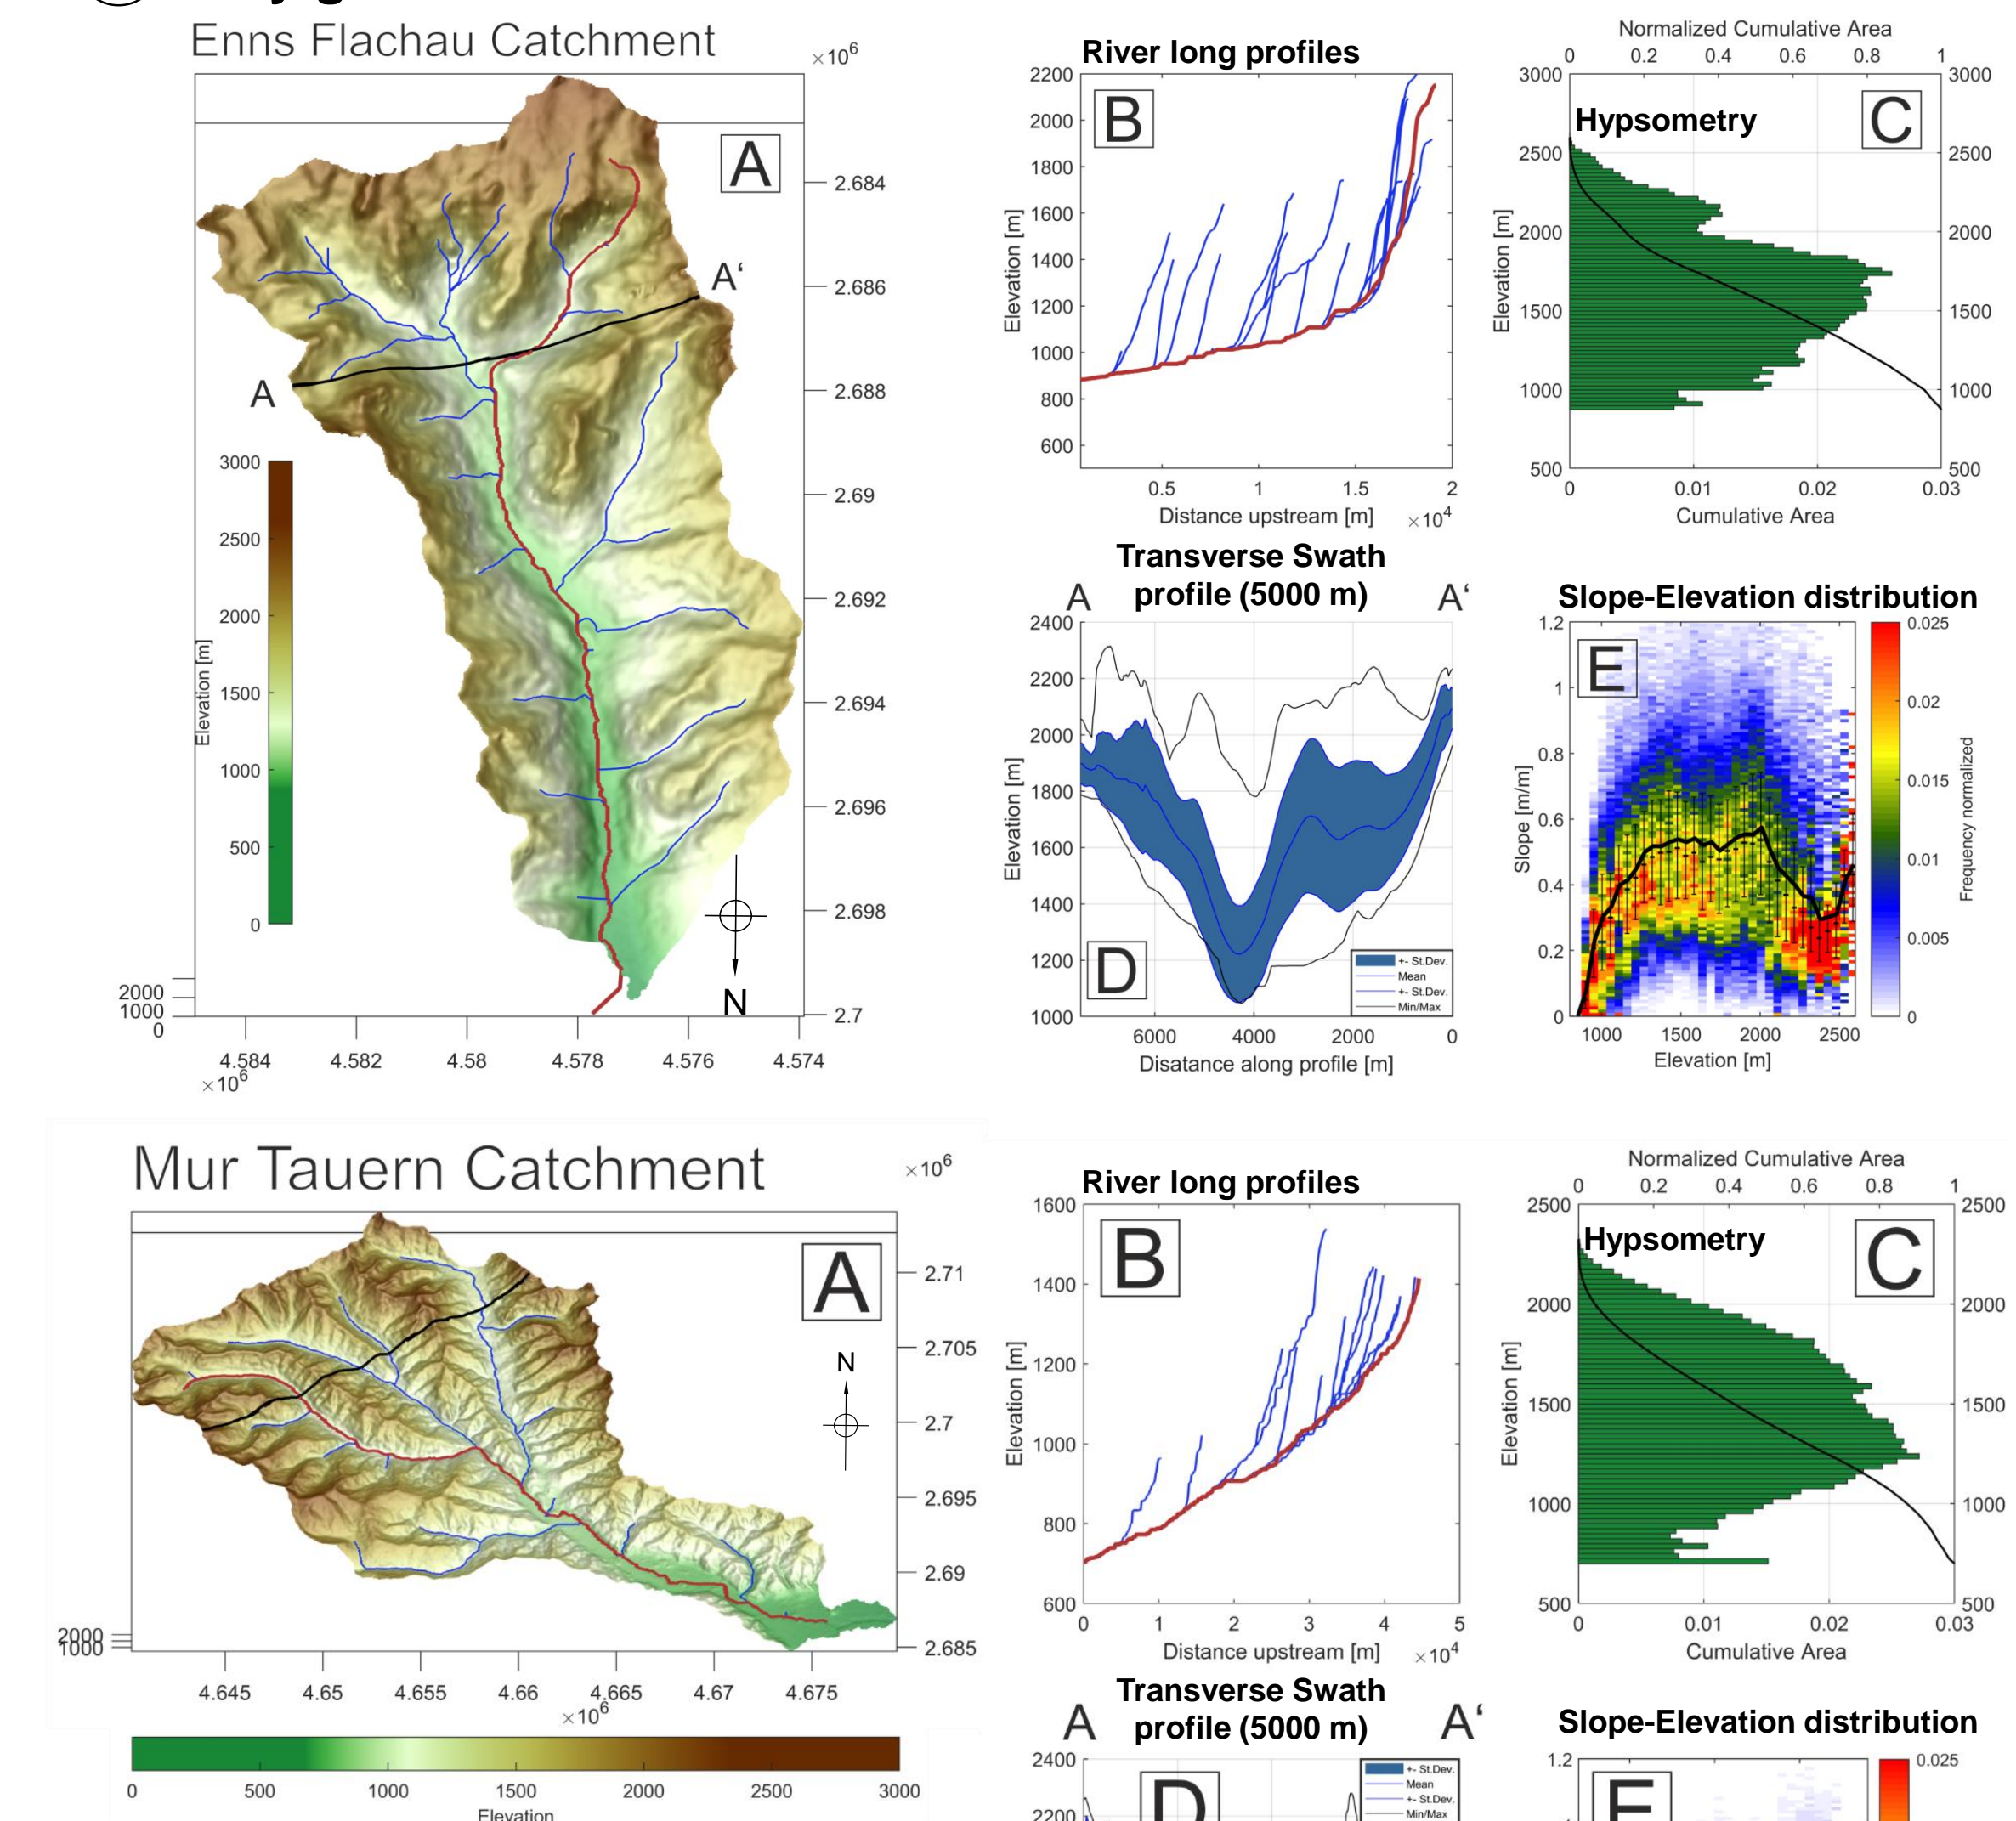 Enns Flachau Catchment
×10⁶
A
2.684
2.686
2.688
2.69
2.692
2.694
2.696
2.698
2.7
A‘
A
3000
2500
2000
1500
1000
500
0
Elevation [m]
2000
1000
0
N
4.584
4.582
4.58
4.578
4.576
4.574
×10⁶
River long profiles
B
2200
2000
1800
1600
1400
1200
1000
800
600
Elevation [m]
0.5
1
1.5
2
Distance upstream [m]
×10⁴
Normalized Cumulative Area
0
0.2
0.4
0.6
0.8
1
Hypsometry
C
3000
2500
2000
1500
1000
500
Elevation [m]
3000
2500
2000
1500
1000
500
0
0.01
0.02
0.03
Cumulative Area
Transverse Swath
profile (5000 m)
A
A‘
2400
2200
2000
1800
1600
1400
1200
1000
Elevation [m]
D
+- St.Dev.
Mean
+- St.Dev.
Min/Max
6000
4000
2000
0
Disatance along profile [m]
Slope-Elevation distribution
E
1.2
1
0.8
0.6
0.4
0.2
0
Slope [m/m]
1000
1500
2000
2500
Elevation [m]
0.025
0.02
0.015
0.01
0.005
0
Frequency normalized
Mur Tauern Catchment
×10⁶
A
N
2.71
2.705
2.7
2.695
2.69
2.685
2000
1000
4.645
4.65
4.655
4.66
4.665
4.67
4.675
×10⁶
0
500
1000
1500
2000
2500
3000
Elevation
River long profiles
B
1600
1400
1200
1000
800
600
Elevation [m]
0
1
2
3
4
5
Distance upstream [m]
×10⁴
Normalized Cumulative Area
0
0.2
0.4
0.6
0.8
1
Hypsometry
C
2500
2000
1500
1000
500
Elevation [m]
2500
2000
1500
1000
500
0
0.01
0.02
0.03
Cumulative Area
Transverse Swath
profile (5000 m)
A
A‘
2400
2200
D
+- St.Dev.
Mean
+- St.Dev.
Min/Max
Slope-Elevation distribution
1.2
E
0.025